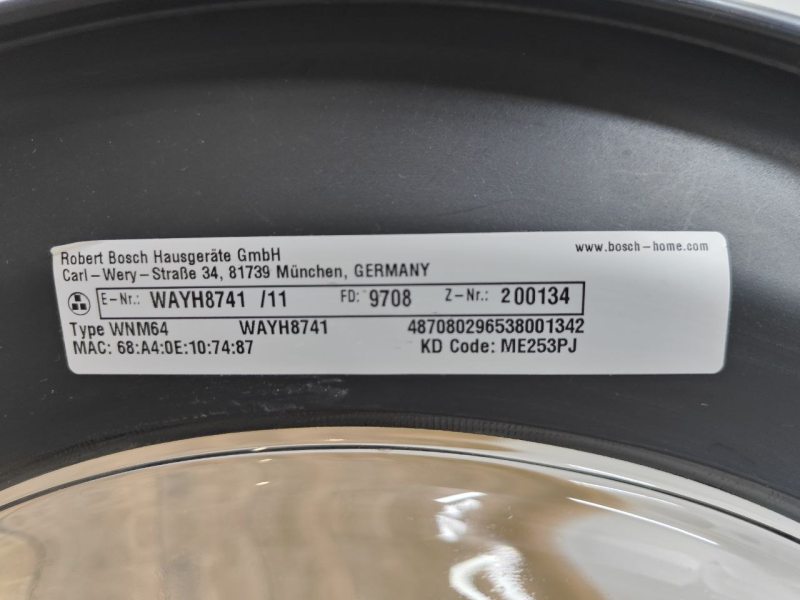 Robert Bosch Hausgeräte GmbH
www.bosch-home.com
Carl-Wery-Straße 34, 81739 München, GERMANY
E-Nr.: WAYH8741 /11 FD: 9708 Z-Nr.: 200134
Type WNM64 WAYH8741 487080296538001342
MAC: 68:A4:0E:10:74:87 KD Code: ME253PJ